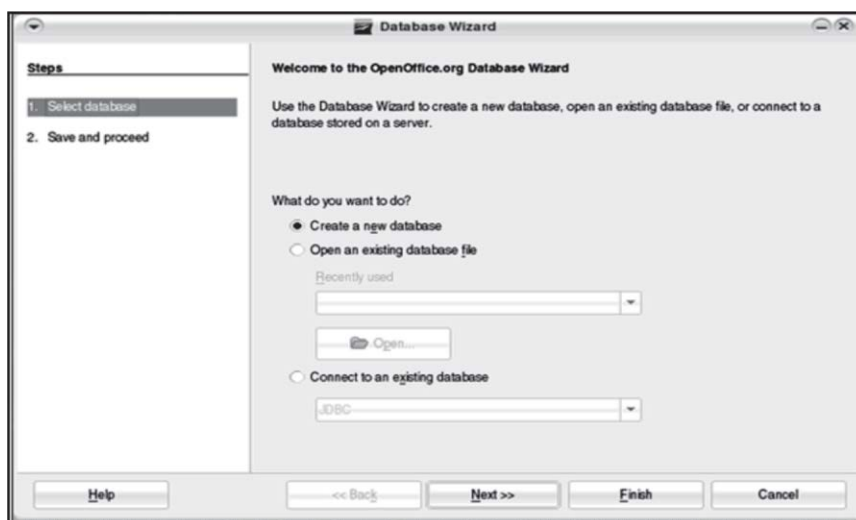 Database Wizard
Steps
1. Select database
2. Save and proceed
Welcome to the OpenOffice.org Database Wizard
Use the Database Wizard to create a new database, open an existing database file, or connect to a
database stored on a server.
What do you want to do?
Create a new database
Open an existing database file
Recently used
Open...
Connect to an existing database
JDBC
Help
<< Back
Next >>
Finish
Cancel